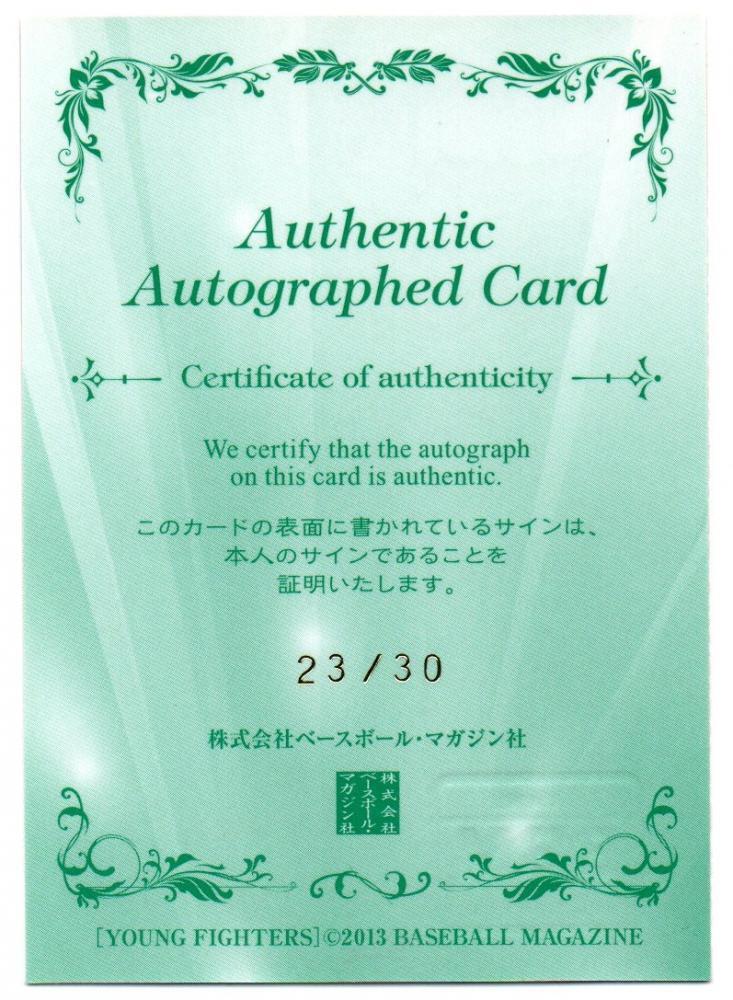 Authentic
Autographed Card
Certificate of authenticity
We certify that the autograph
on this card is authentic.
このカードの表面に書かれているサインは、
本人のサインであることを
証明いたします。
23/30
株式会社ベースボール・マガジン社
株式会社
ベースボール・
マガジン社
[YOUNG FIGHTERS]©2013 BASEBALL MAGAZINE